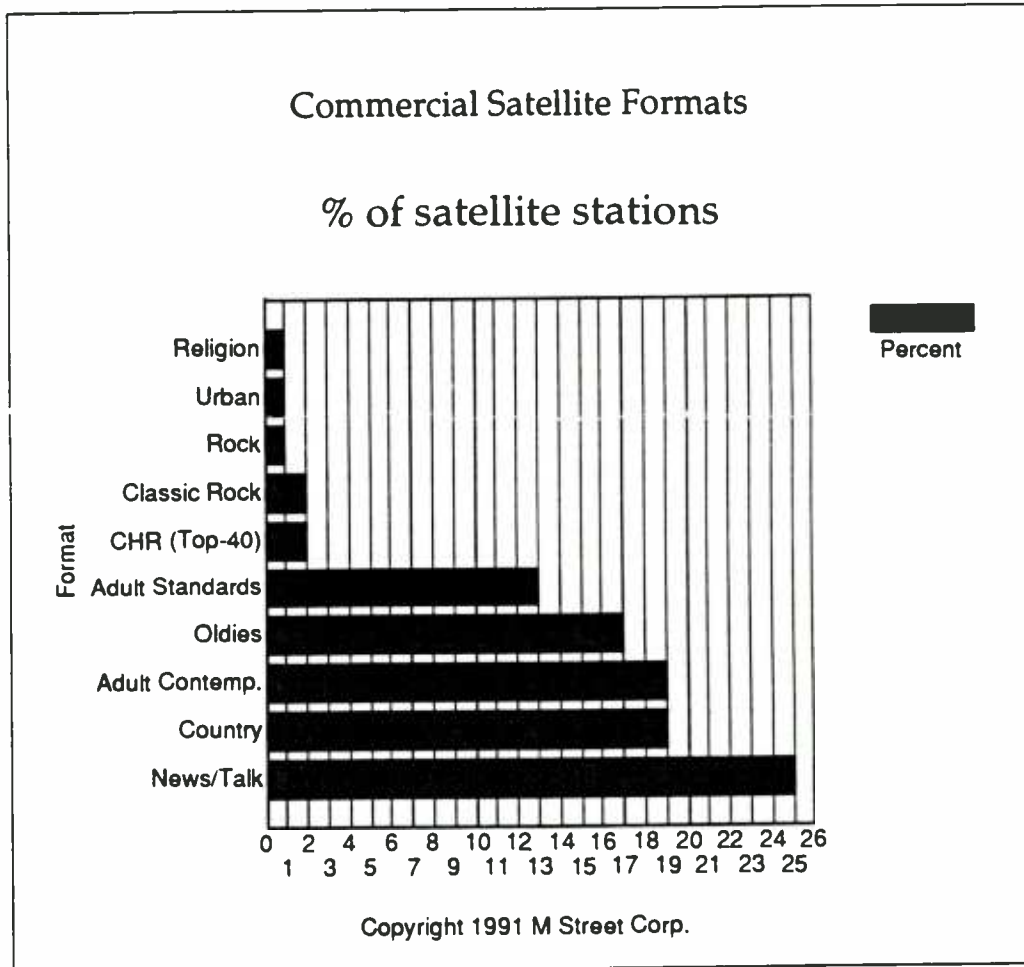 Commercial Satellite Formats
% of satellite stations
Percent
Format
Religion
Urban
Rock
Classic Rock
CHR (Top-40)
Adult Standards
Oldies
Adult Contemp.
Country
News/Talk
0 2 4 6 8 10 12 14 16 18 20 22 24 26
1 3 5 7 9 11 13 15 17 19 21 23 25
Copyright 1991 M Street Corp.